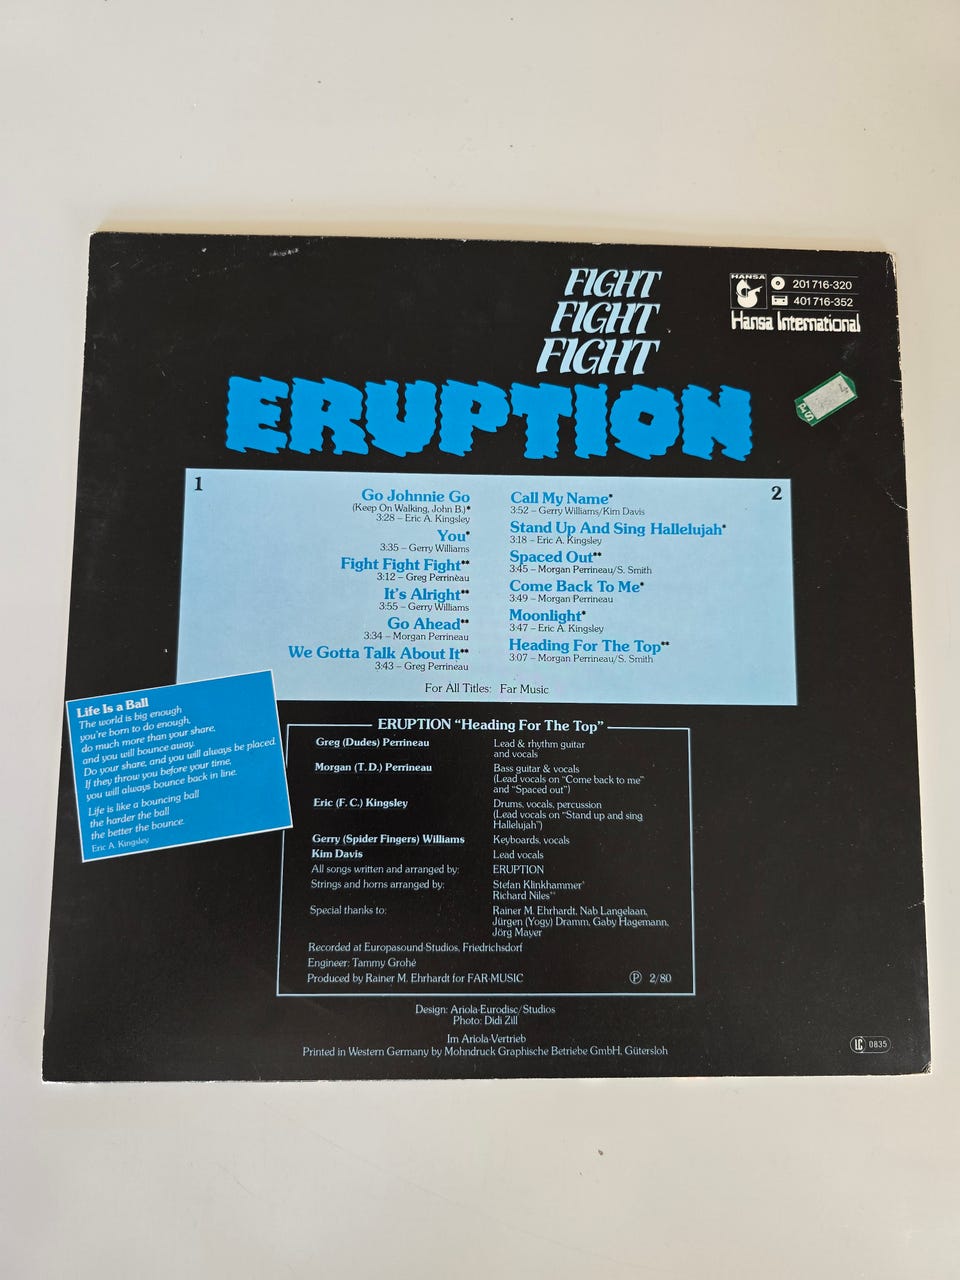 FIGHT
FIGHT
FIGHT
HANSA
201 716-320
401 716-352
Hansa International
ERUPTION
1
Go Johnnie Go
(Keep On Walking, John B.)*
3:28 – Eric A. Kingsley
You*
3:35 – Gerry Williams
Fight Fight Fight**
3:12 – Greg Perrineau
It's Alright**
3:55 – Gerry Williams
Go Ahead**
3:34 – Morgan Perrineau
We Gotta Talk About It**
3:43 – Greg Perrineau
2
Call My Name*
3:52 – Gerry Williams/Kim Davis
Stand Up And Sing Hallelujah*
3:18 – Eric A. Kingsley
Spaced Out**
3:45 – Morgan Perrineau/S. Smith
Come Back To Me*
3:49 – Morgan Perrineau
Moonlight*
3:47 – Eric A. Kingsley
Heading For The Top**
3:07 – Morgan Perrineau/S. Smith
For All Titles: Far Music
Life Is a Ball
The world is big enough
you're born to do enough,
do much more than your share,
and you will bounce away.
Do your share, and you will always be placed.
If they throw you before your time,
you will always bounce back in line.
Life is like a bouncing ball
the harder the ball
the better the bounce.
Eric A. Kingsley
ERUPTION “Heading For The Top”
Greg (Dudes) Perrineau Lead & rhythm guitar
and vocals
Morgan (T. D.) Perrineau Bass guitar & vocals
(Lead vocals on “Come back to me”
and “Spaced out”)
Eric (F. C.) Kingsley Drums, vocals, percussion
(Lead vocals on “Stand up and sing
Hallelujah”)
Gerry (Spider Fingers) Williams Keyboards, vocals
Kim Davis Lead vocals
All songs written and arranged by: ERUPTION
Strings and horns arranged by: Stefan Klinkhammer*
Richard Niles**
Special thanks to: Rainer M. Ehrhardt, Nab Langelaan,
Jürgen (Yogy) Dramm, Gaby Hagemann,
Jörg Mayer
Recorded at Europasound-Studios, Friedrichsdorf
Engineer: Tammy Grohé
Produced by Rainer M. Ehrhardt for FAR-MUSIC ℗ 2/80
Design: Ariola-Eurodisc/Studios
Photo: Didi Zill
Im Ariola-Vertrieb
Printed in Western Germany by Mohndruck Graphische Betriebe GmbH, Gütersloh
LC 0835